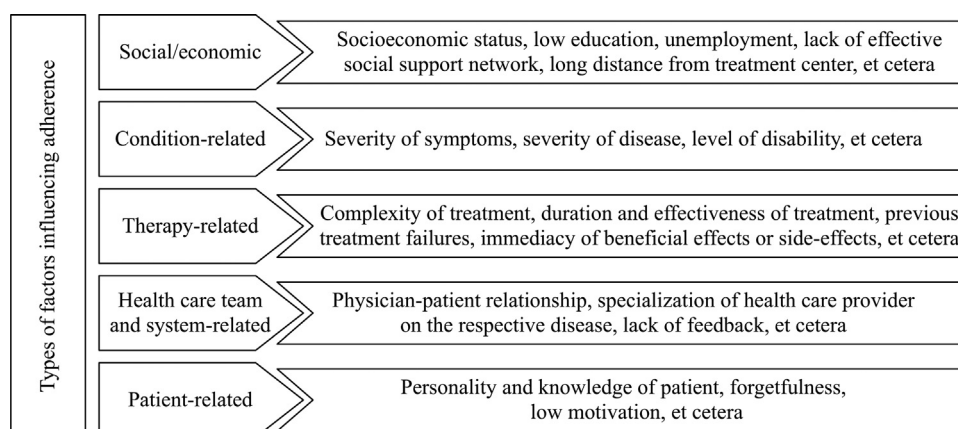 Types of factors influencing adherence
Social/economic
Socioeconomic status, low education, unemployment, lack of effective
social support network, long distance from treatment center, et cetera
Condition-related
Severity of symptoms, severity of disease, level of disability, et cetera
Therapy-related
Complexity of treatment, duration and effectiveness of treatment, previous
treatment failures, immediacy of beneficial effects or side-effects, et cetera
Health care team
and system-related
Physician-patient relationship, specialization of health care provider
on the respective disease, lack of feedback, et cetera
Patient-related
Personality and knowledge of patient, forgetfulness,
low motivation, et cetera